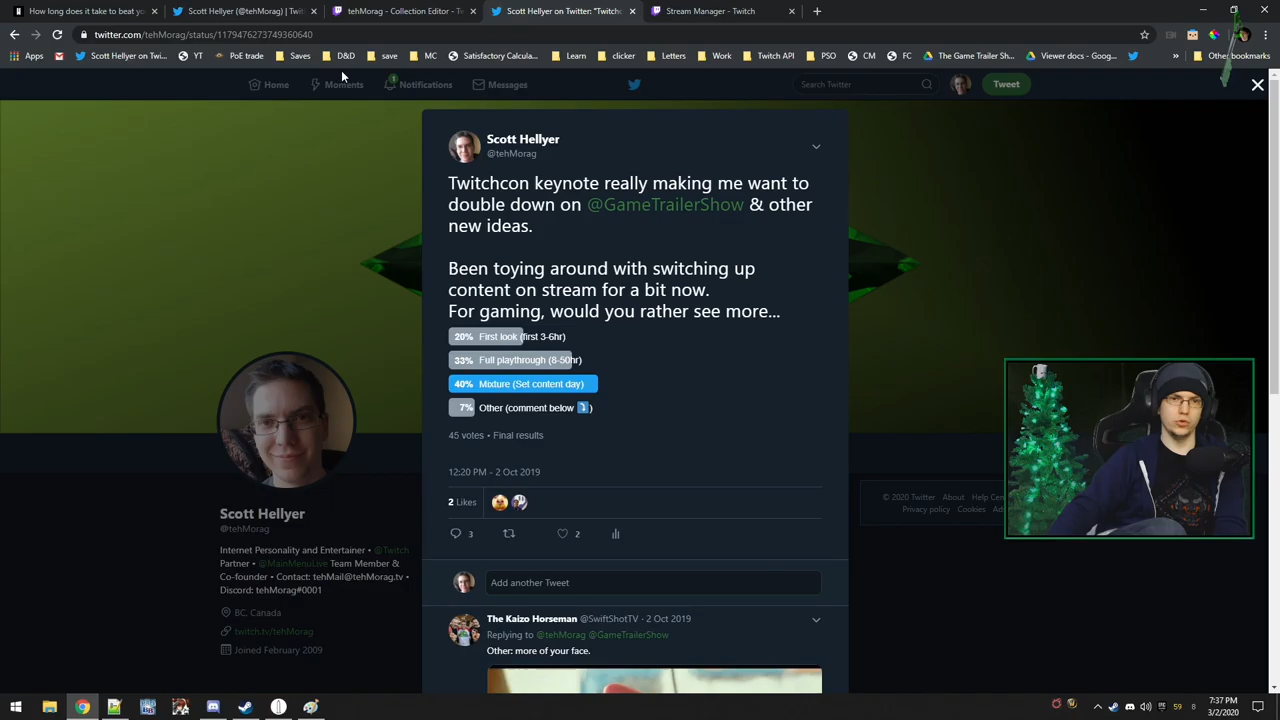 How long does it take to beat you
Scott Hellyer (@tehMorag) | Twit
tehMorag - Collection Editor - T
Scott Hellyer on Twitter: "Twitchc
Stream Manager - Twitch
twitter.com/tehMorag/status/1179476273749360640
Apps
Scott Hellyer on Twi...
YT
PoE trade
Saves
D&D
save
MC
Satisfactory Calcula...
Learn
clicker
Letters
Work
Twitch API
PSO
CM
FC
The Game Trailer Sh...
Viewer docs - Goog...
Other bookmarks
Home
Moments
1
Notifications
Messages
Search Twitter
Tweet
Scott Hellyer
@tehMorag
Twitchcon keynote really making me want to
double down on @GameTrailerShow & other
new ideas.
Been toying around with switching up
content on stream for a bit now.
For gaming, would you rather see more...
20% First look (first 3-6hr)
33% Full playthrough (8-50hr)
40% Mixture (Set content day)
7% Other (comment below ⤵)
45 votes • Final results
12:20 PM - 2 Oct 2019
2 Likes
3
2
Add another Tweet
The Kaizo Horseman @SwiftShotTV · 2 Oct 2019
Replying to @tehMorag @GameTrailerShow
Other: more of your face.
Scott Hellyer
@tehMorag
Internet Personality and Entertainer • @Twitch
Partner • @MainMenuLive Team Member &
Co-founder • Contact: tehMail@tehMorag.tv •
Discord: tehMorag#0001
BC, Canada
twitch.tv/tehMorag
Joined February 2009
© 2020 Twitter About Help Cen
Privacy policy Cookies Ad
59
8
7:37 PM
3/2/2020